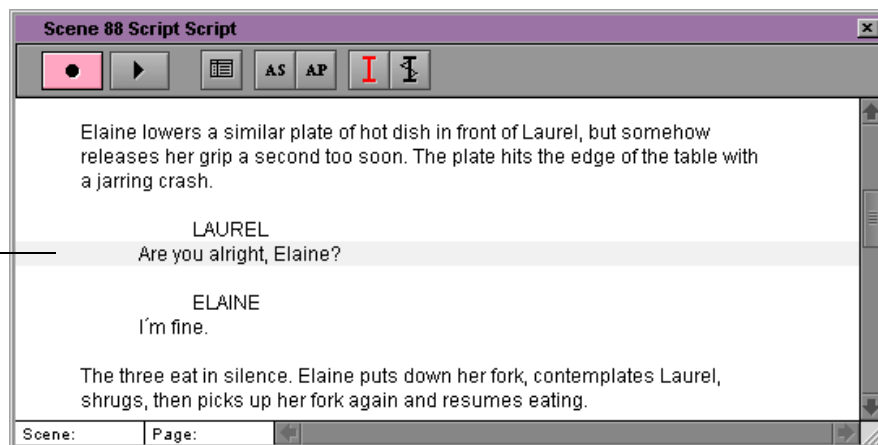 Scene 88 Script Script
AS AP
Elaine lowers a similar plate of hot dish in front of Laurel, but somehow
releases her grip a second too soon. The plate hits the edge of the table with
a jarring crash.
LAUREL
Are you alright, Elaine?
ELAINE
I´m fine.
The three eat in silence. Elaine puts down her fork, contemplates Laurel,
shrugs, then picks up her fork again and resumes eating.
Scene: Page: